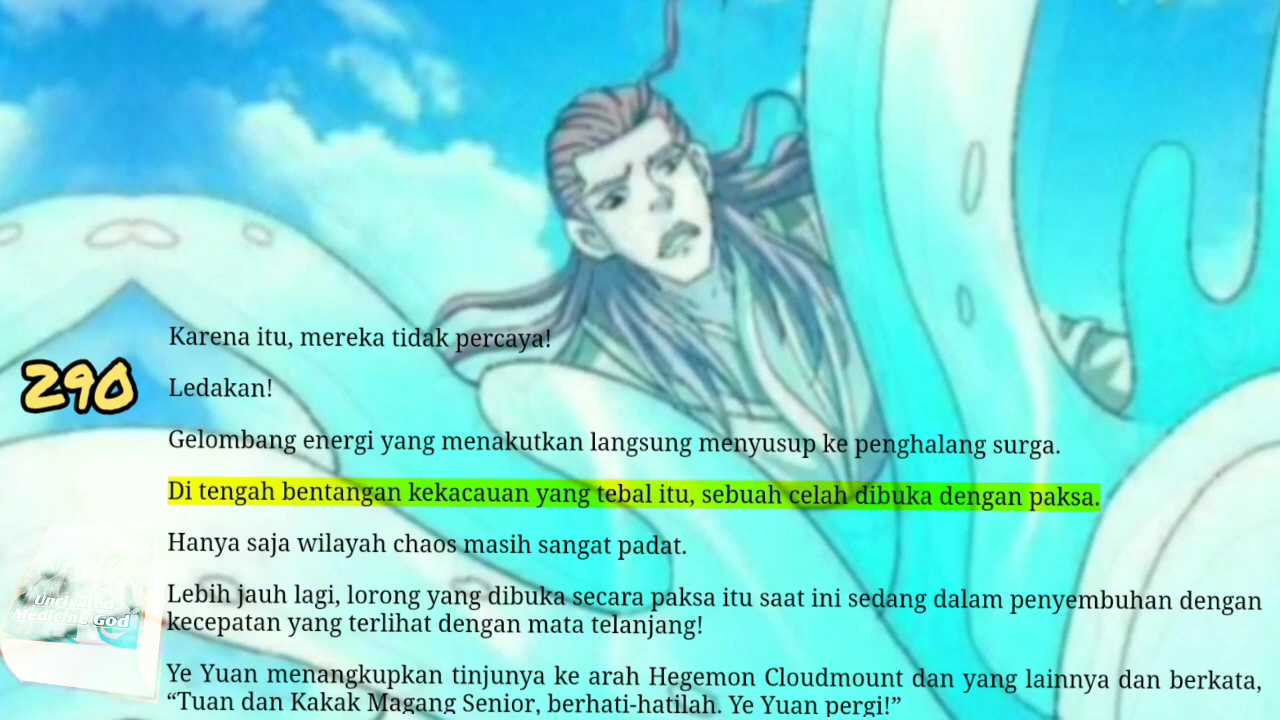 Karena itu, mereka tidak percaya!
290
Ledakan!
Gelombang energi yang menakutkan langsung menyusup ke penghalang surga.
Di tengah bentangan kekacauan yang tebal itu, sebuah celah dibuka dengan paksa.
Hanya saja wilayah chaos masih sangat padat.
Lebih jauh lagi, lorong yang dibuka secara paksa itu saat ini sedang dalam penyembuhan dengan
kecepatan yang terlihat dengan mata telanjang!
Unrivaled
Medicine God
Ye Yuan menangkupkan tinjunya ke arah Hegemon Cloudmount dan yang lainnya dan berkata,
“Tuan dan Kakak Magang Senior, berhati-hatilah. Ye Yuan pergi!”